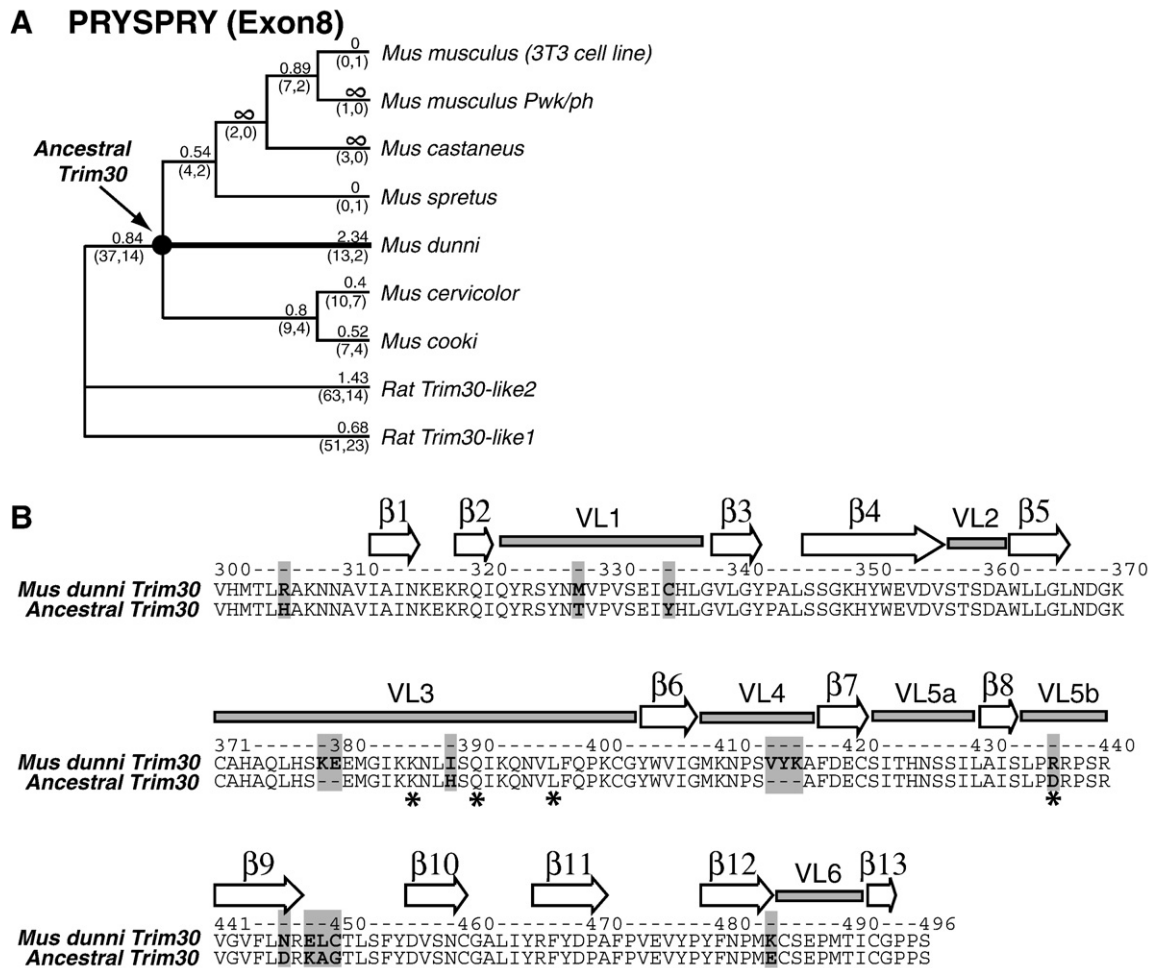 A PRYSPRY (Exon8)
0
(0,1)
Mus musculus (3T3 cell line)
0.89
(7,2)
∞
(1,0)
Mus musculus Pwk/ph
∞
(2,0)
∞
(3,0)
Mus castaneus
Ancestral
Trim30
0.54
(4,2)
0
(0,1)
Mus spretus
0.84
(37,14)
2.34
(13,2)
Mus dunni
0.4
(10,7)
Mus cervicolor
0.8
(9,4)
0.52
(7,4)
Mus cooki
1.43
(63,14)
Rat Trim30-like2
0.68
(51,23)
Rat Trim30-like1
B
β1 β2 VL1 β3 β4 VL2 β5
300-------310-------320-------330-------340-------350-------360-------370
Mus dunni Trim30 VHMTLRAKNNAVIAINKEKRQIQYRSYNMVPVSEICHLGVLGYPALSSGKHYWEVDVSTSDAWLLGLNDGK
Ancestral Trim30 VHMTLHAKNNAVIAINKEKRQIQYRSYNTVPVSEIYHLGVLGYPALSSGKHYWEVDVSTSDAWLLGLNDGK
VL3 β6 VL4 β7 VL5a β8 VL5b
371------380-------390-------400-------410-------420-------430-------440
Mus dunni Trim30 CAHAQLHSKEEMGIKKNLISQIKQNVLFQPKCGYWVIGMKNPSVYKAFDECSITHNSSILAISLPRRPSR
Ancestral Trim30 CAHAQLHS--EMGIKKNLHSQIKQNVLFQPKCGYWVIGMKNPS---AFDECSITHNSSILAISLPDRPSR
* * * *
β9 β10 β11 β12 VL6 β13
441------450-------460-------470-------480-------490---496
Mus dunni Trim30 VGVFLNRELCTLSFYDVSNCGALIYRFYDPAFPVEVYPYFNPMKCSEPMTICGPPS
Ancestral Trim30 VGVFLDRKAGTLSFYDVSNCGALIYRFYDPAFPVEVYPYFNPMECSEPMTICGPPS